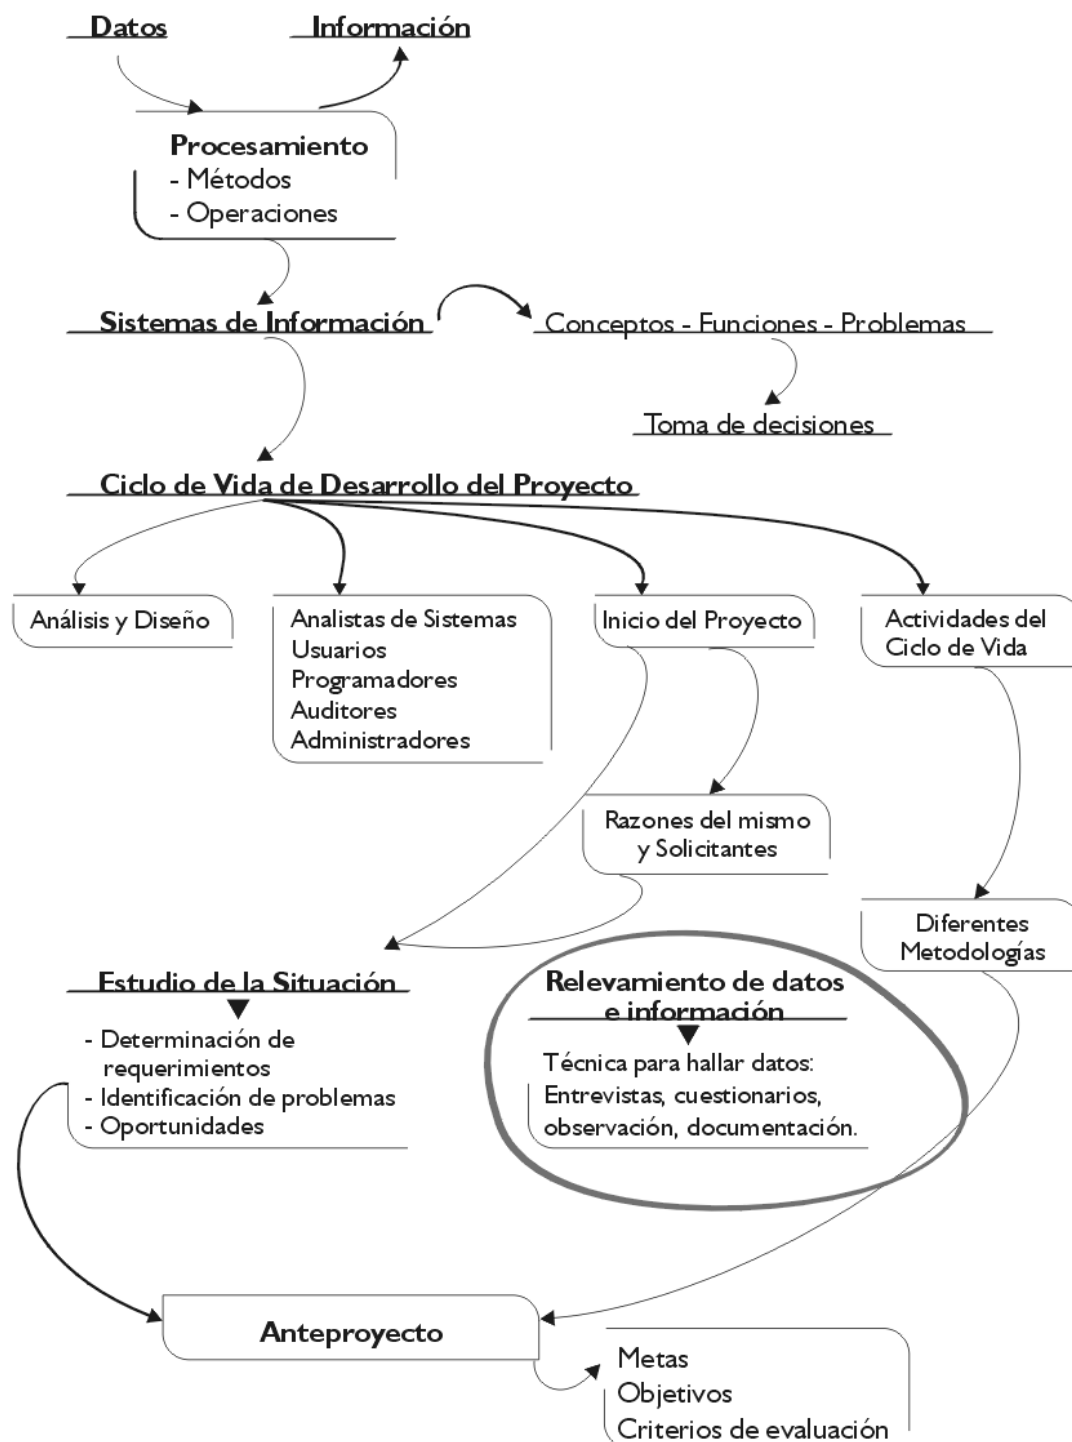 Datos
Información
Procesamiento
- Métodos
- Operaciones
Sistemas de Información
Conceptos - Funciones - Problemas
Toma de decisiones
Ciclo de Vida de Desarrollo del Proyecto
Análisis y Diseño
Analistas de Sistemas
Usuarios
Programadores
Auditores
Administradores
Inicio del Proyecto
Actividades del
Ciclo de Vida
Razones del mismo
y Solicitantes
Diferentes
Metodologías
Estudio de la Situación
- Determinación de
requerimientos
- Identificación de problemas
- Oportunidades
Relevamiento de datos
e información
Técnica para hallar datos:
Entrevistas, cuestionarios,
observación, documentación.
Anteproyecto
Metas
Objetivos
Criterios de evaluación